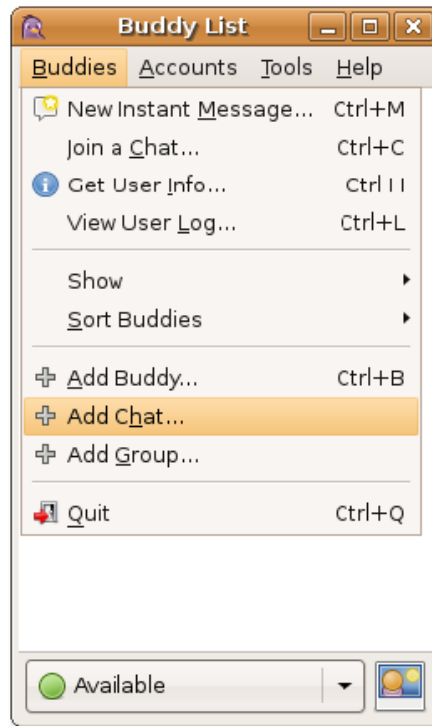 Buddy List
Buddies Accounts Tools Help
New Instant Message... Ctrl+M
Join a Chat... Ctrl+C
Get User Info...
View User Log... Ctrl+L
Show
Sort Buddies
Add Buddy... Ctrl+B
Add Chat...
Add Group...
Quit Ctrl+Q
Available